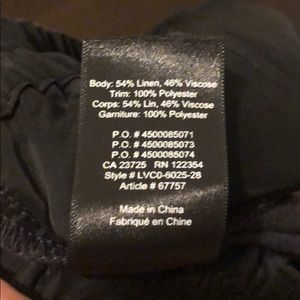 Body: 54% Linen, 46% Viscose
Trim: 100% Polyester
Corps: 54% Lin, 46% Viscose
Garniture: 100% Polyester
P.O. # 4500085071
P.O. # 4500085073
P.O. # 4500085074
CA 23725 RN 122354
Style # LVC0-6025-28
Article # 67757
Made in China
Fabriqué en Chine